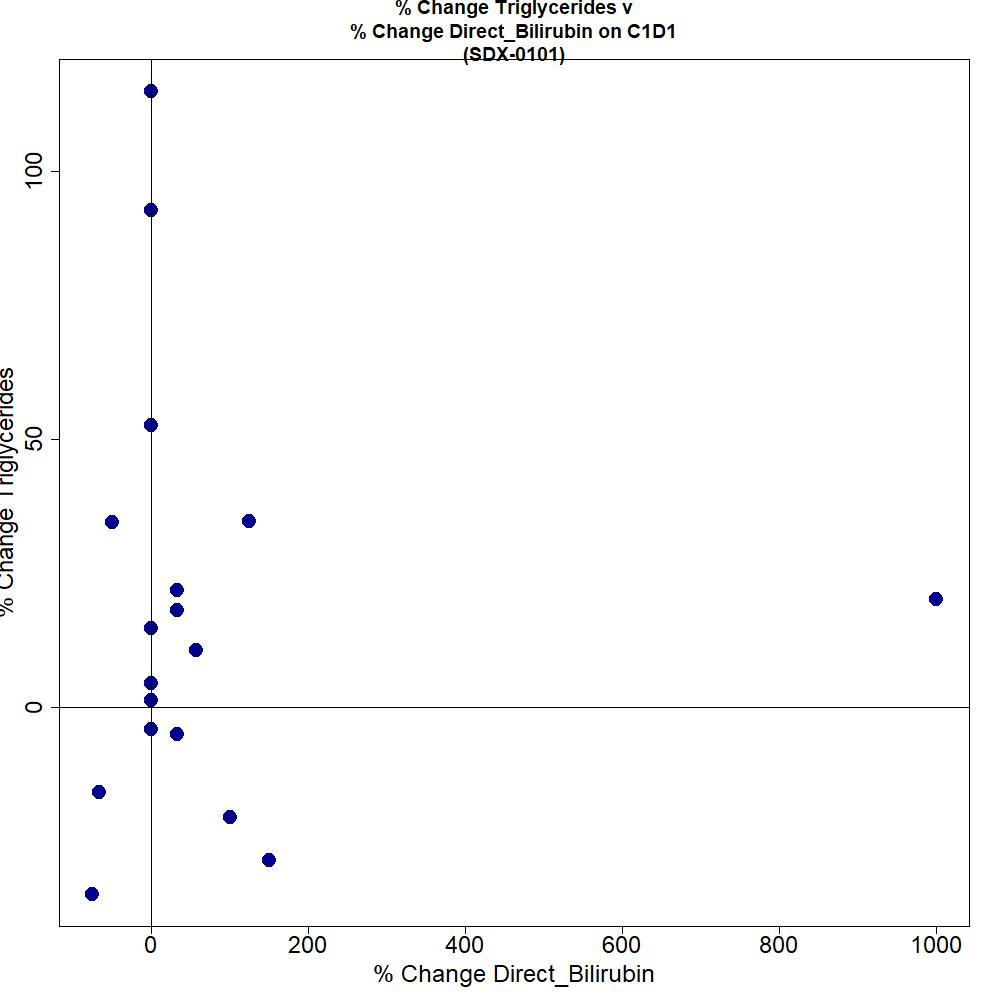 % Change Triglycerides v
% Change Direct_Bilirubin on C1D1
(SDX-0101)
% Change Triglycerides
100
50
0
0
200
400
600
800
1000
% Change Direct_Bilirubin